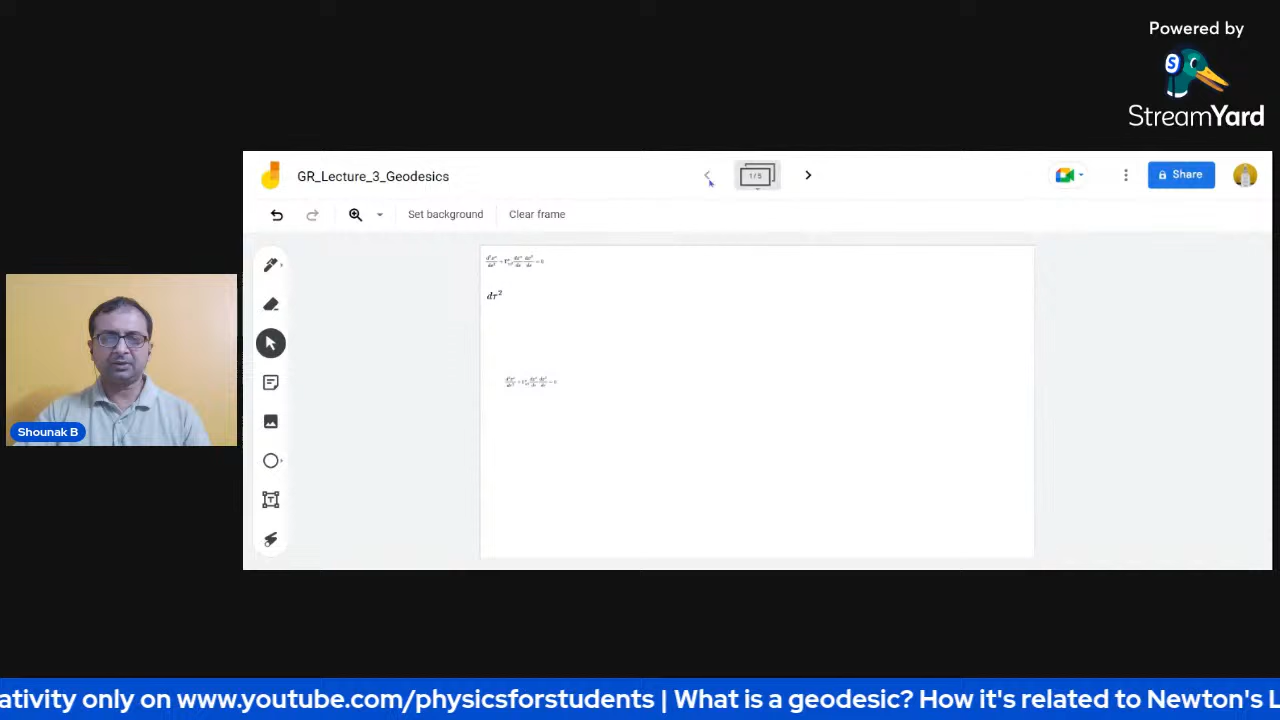 Powered by
S
StreamYard
GR_Lecture_3_Geodesics
1/5
Share
Set background
Clear frame
dτ²
T
Shounak B
ativity only on www.youtube.com/physicsforstudents | What is a geodesic? How it's related to Newton's L